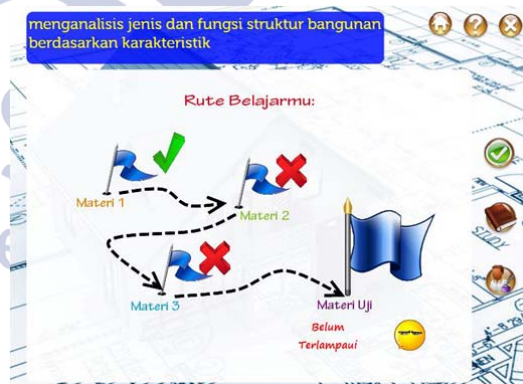 menganalisis jenis dan fungsi struktur bangunan
berdasarkan karakteristik
Rute Belajarmu:
Materi 1
Materi 2
Materi 3
Materi Uji
Belum
Terlampaui
STUDY